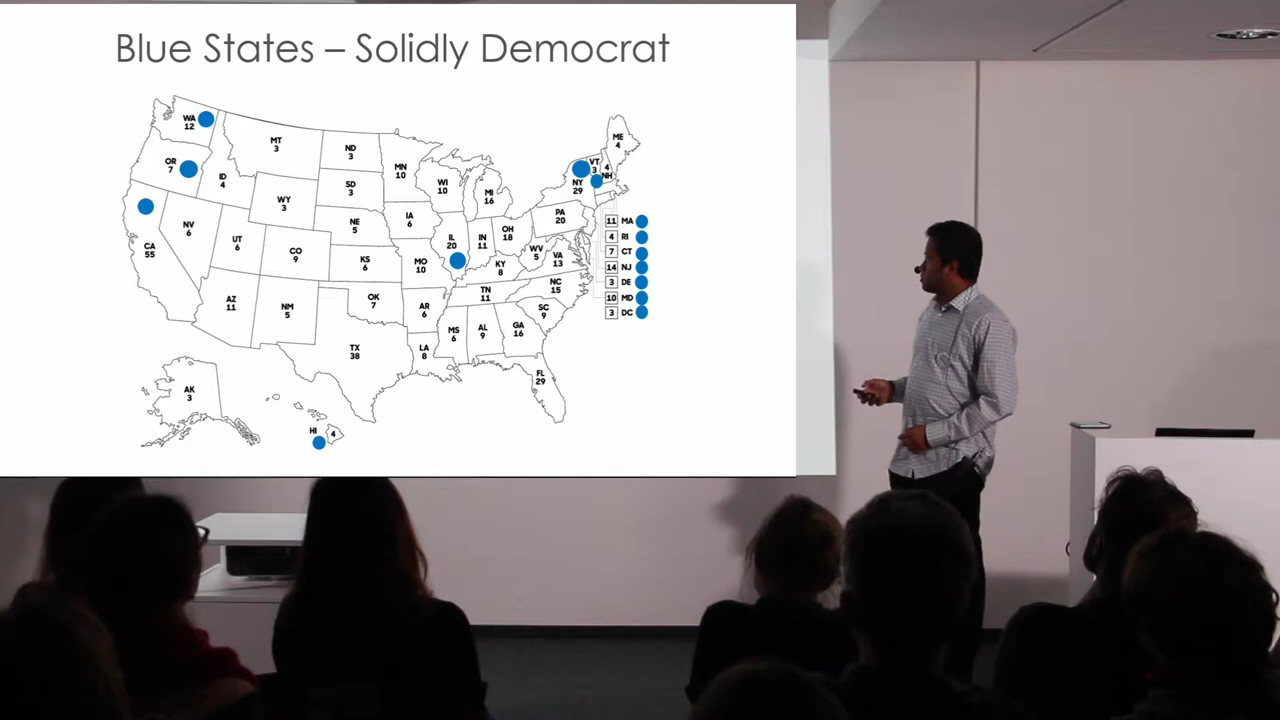 Blue States – Solidly Democrat
WA
12
MT
3
ND
3
ME
4
OR
7
ID
4
MN
10
VT
3
4
NH
SD
3
WI
10
NY
29
MI
16
WY
3
NV
6
NE
5
IA
6
PA
20
11 MA
CA
55
UT
6
CO
9
IL
20
IN
11
OH
18
4 RI
WV
5
VA
13
7 CT
KS
6
MO
10
KY
8
14 NJ
NC
15
3 DE
TN
11
10 MD
AZ
11
NM
5
OK
7
AR
6
SC
9
3 DC
MS
6
AL
9
GA
16
TX
38
LA
8
FL
29
AK
3
HI
4